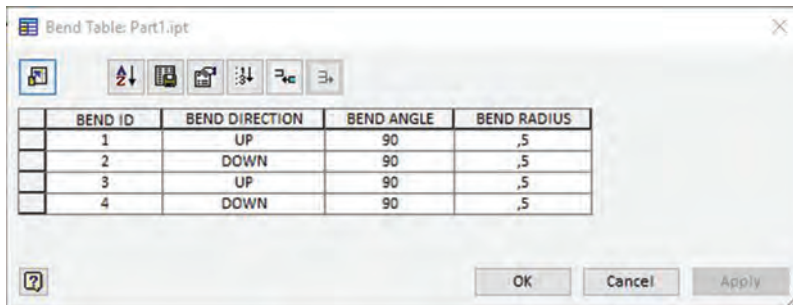 Bend Table: Part1.ipt
BEND ID BEND DIRECTION BEND ANGLE BEND RADIUS
1 UP 90 ,5
2 DOWN 90 ,5
3 UP 90 ,5
4 DOWN 90 ,5
OK Cancel Apply